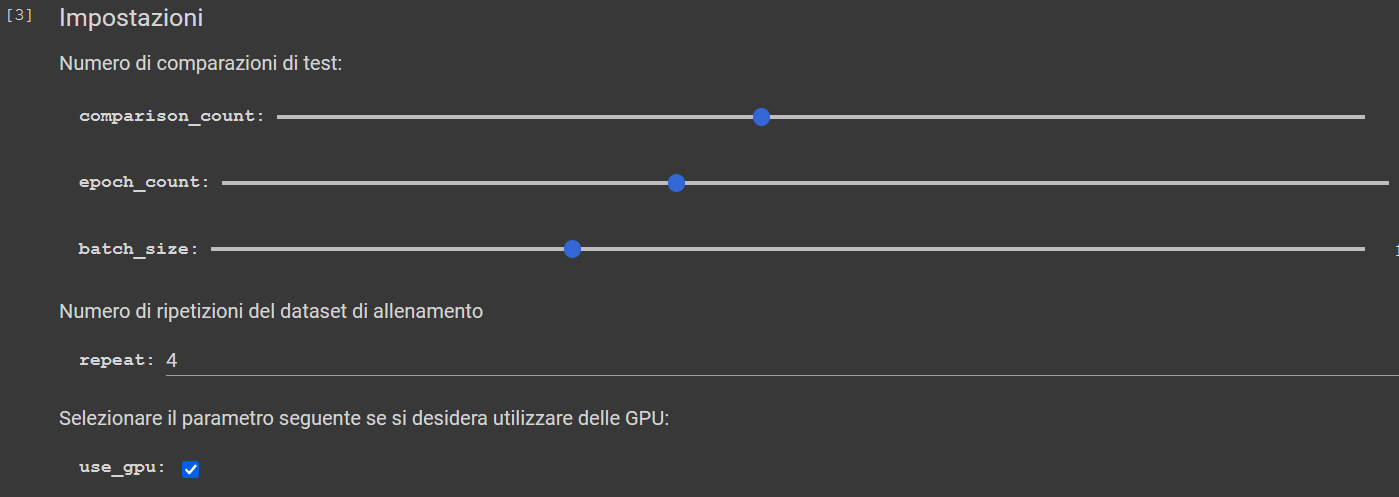 [3] Impostazioni
Numero di comparazioni di test:
comparison_count:
epoch_count:
batch_size:
Numero di ripetizioni del dataset di allenamento
repeat: 4
Selezionare il parametro seguente se si desidera utilizzare delle GPU:
use_gpu: